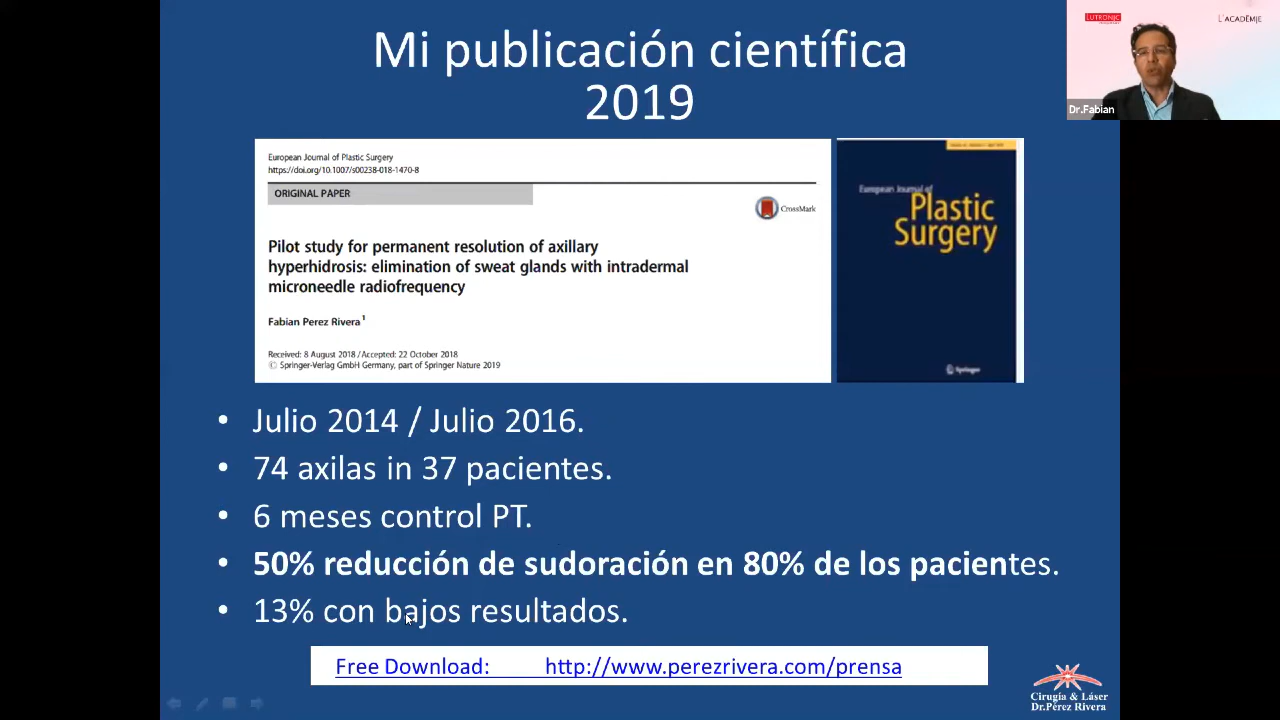 Mi publicación científica
2019
LUTRONIC
L'ACADÉMIE
Dr.Fabian
European Journal of Plastic Surgery
https://doi.org/10.1007/s00238-018-1470-8
ORIGINAL PAPER
CrossMark
Pilot study for permanent resolution of axillary
hyperhidrosis: elimination of sweat glands with intradermal
microneedle radiofrequency
Fabian Perez Rivera 1
Received: 8 August 2018 / Accepted: 22 October 2018
© Springer-Verlag GmbH Germany, part of Springer Nature 2019
European Journal of
Plastic
Surgery
Springer
• Julio 2014 / Julio 2016.
• 74 axilas in 37 pacientes.
• 6 meses control PT.
• 50% reducción de sudoración en 80% de los pacientes.
• 13% con bajos resultados.
Free Download: http://www.perezrivera.com/prensa
Cirugía & Láser
Dr.Pérez Rivera